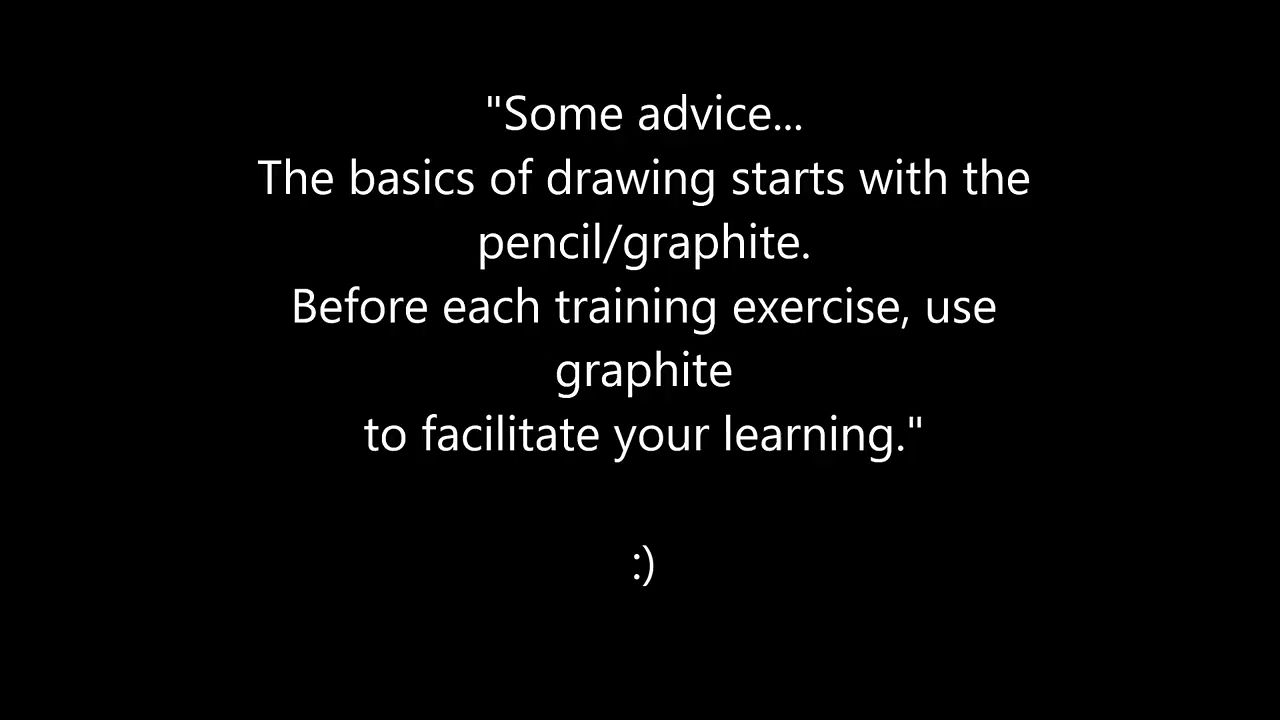 "Some advice...
The basics of drawing starts with the
pencil/graphite.
Before each training exercise, use
graphite
to facilitate your learning."
:)